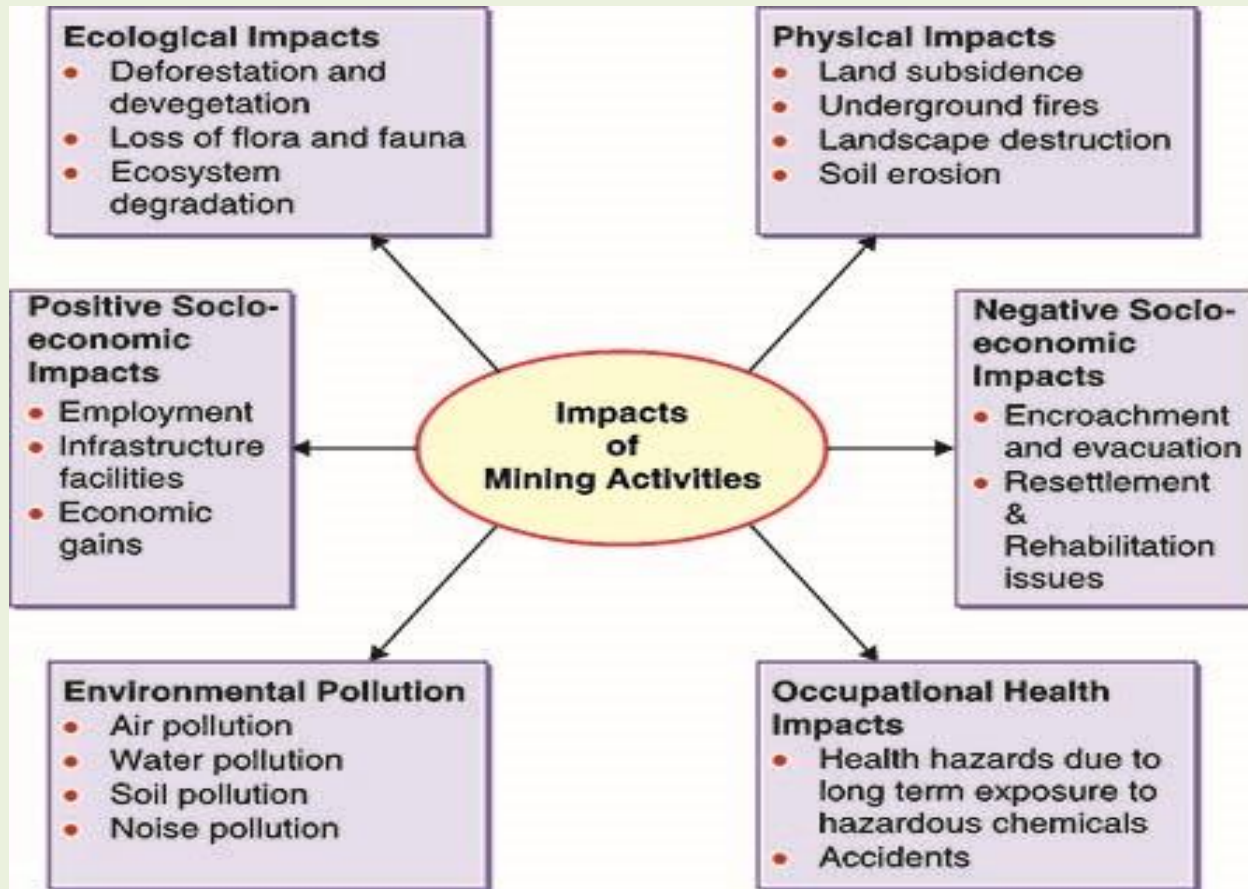 Ecological Impacts
• Deforestation and
devegetation
• Loss of flora and fauna
• Ecosystem
degradation
Physical Impacts
• Land subsidence
• Underground fires
• Landscape destruction
• Soil erosion
Positive Socio-
economic
Impacts
• Employment
• Infrastructure
facilities
• Economic
gains
Impacts
of
Mining Activities
Negative Socio-
economic
Impacts
• Encroachment
and evacuation
• Resettlement
&
Rehabilitation
issues
Environmental Pollution
• Air pollution
• Water pollution
• Soil pollution
• Noise pollution
Occupational Health
Impacts
• Health hazards due to
long term exposure to
hazardous chemicals
• Accidents